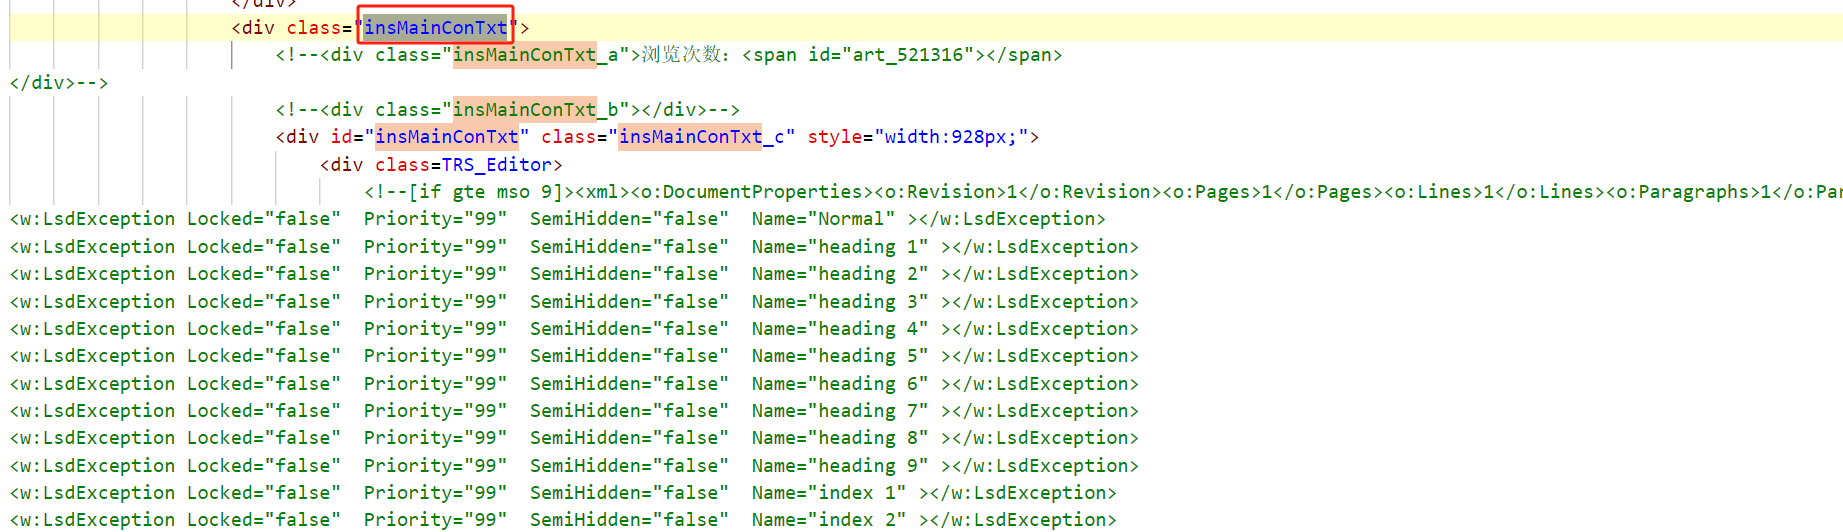 </div>
<div class="insMainConTxt">
<!--<div class="insMainConTxt_a">浏览次数：<span id="art_521316"></span>
</div>-->
<!--<div class="insMainConTxt_b"></div>-->
<div id="insMainConTxt" class="insMainConTxt_c" style="width:928px;">
<div class=TRS_Editor>
<!--[if gte mso 9]><xml><o:DocumentProperties><o:Revision>1</o:Revision><o:Pages>1</o:Pages><o:Lines>1</o:Lines><o:Paragraphs>1</o:Par
<w:LsdException Locked="false"  Priority="99"  SemiHidden="false"  Name="Normal" ></w:LsdException>
<w:LsdException Locked="false"  Priority="99"  SemiHidden="false"  Name="heading 1" ></w:LsdException>
<w:LsdException Locked="false"  Priority="99"  SemiHidden="false"  Name="heading 2" ></w:LsdException>
<w:LsdException Locked="false"  Priority="99"  SemiHidden="false"  Name="heading 3" ></w:LsdException>
<w:LsdException Locked="false"  Priority="99"  SemiHidden="false"  Name="heading 4" ></w:LsdException>
<w:LsdException Locked="false"  Priority="99"  SemiHidden="false"  Name="heading 5" ></w:LsdException>
<w:LsdException Locked="false"  Priority="99"  SemiHidden="false"  Name="heading 6" ></w:LsdException>
<w:LsdException Locked="false"  Priority="99"  SemiHidden="false"  Name="heading 7" ></w:LsdException>
<w:LsdException Locked="false"  Priority="99"  SemiHidden="false"  Name="heading 8" ></w:LsdException>
<w:LsdException Locked="false"  Priority="99"  SemiHidden="false"  Name="heading 9" ></w:LsdException>
<w:LsdException Locked="false"  Priority="99"  SemiHidden="false"  Name="index 1" ></w:LsdException>
<w:LsdException Locked="false"  Priority="99"  SemiHidden="false"  Name="index 2" ></w:LsdException>